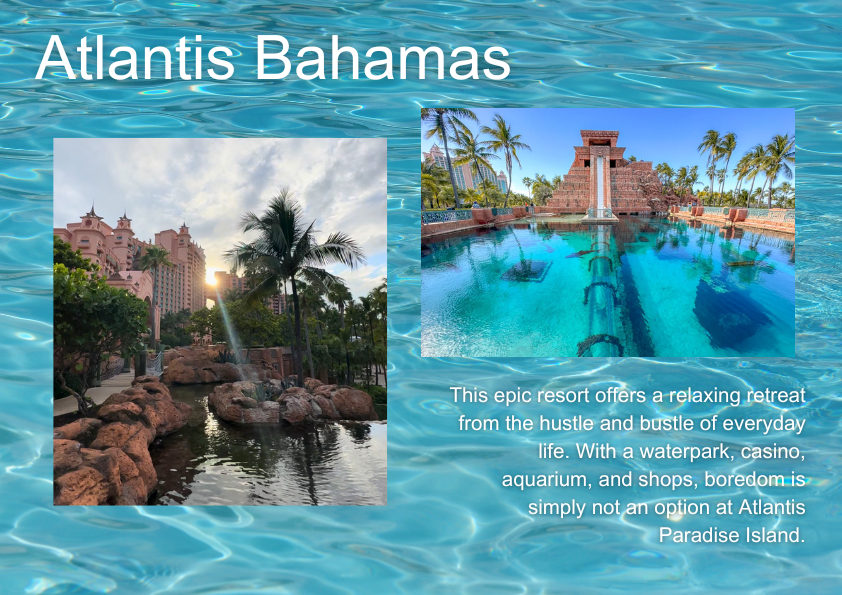 Atlantis Bahamas
This epic resort offers a relaxing retreat
from the hustle and bustle of everyday
life. With a waterpark, casino,
aquarium, and shops, boredom is
simply not an option at Atlantis
Paradise Island.